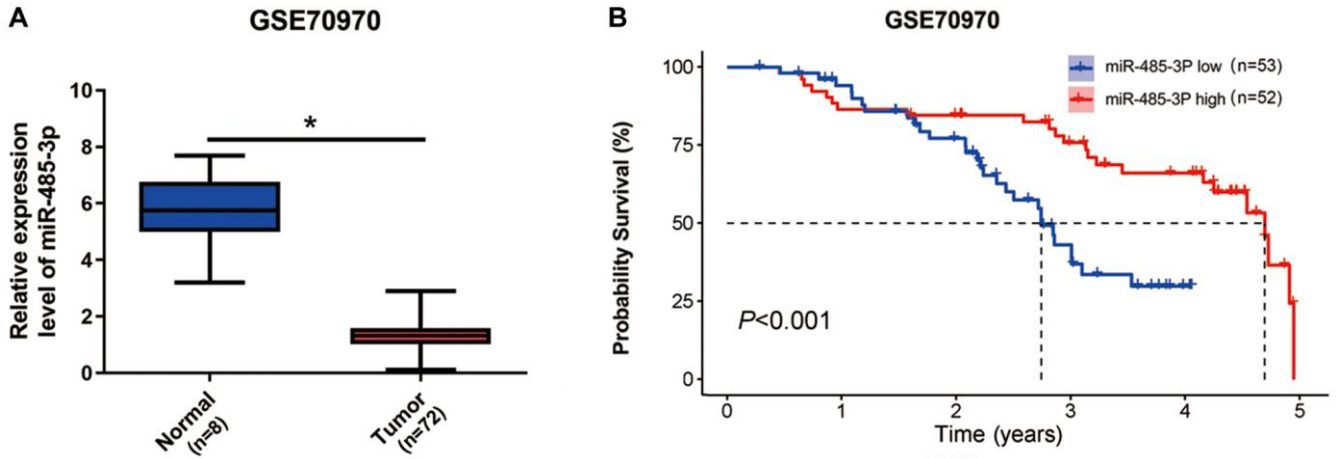 A
GSE70970
Relative expression
level of miR-485-3p
10
8
6
4
2
0
*
Normal
(n=8)
Tumor
(n=72)
B
GSE70970
Probability Survival (%)
100
75
50
25
0
miR-485-3P low (n=53)
miR-485-3P high (n=52)
P<0.001
0 1 2 3 4 5
Time (years)